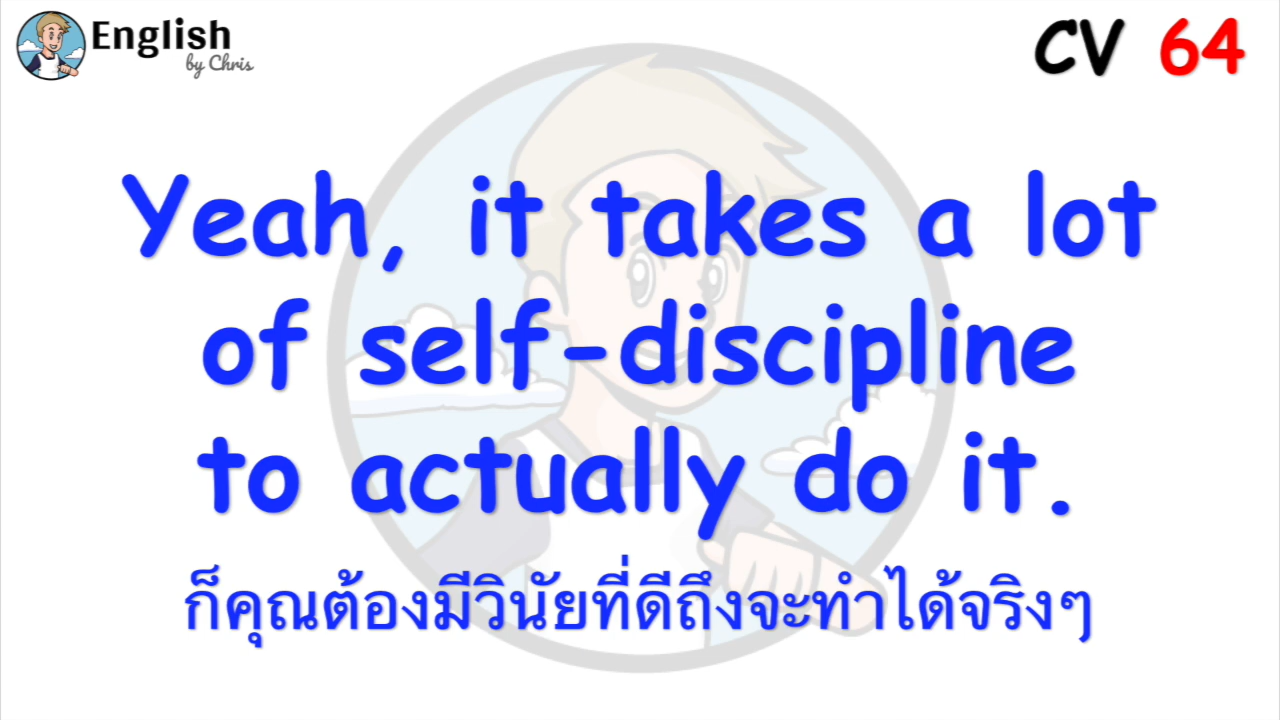 English
by Chris
CV 64
Yeah, it takes a lot
of self-discipline
to actually do it.
ก็คุณต้องมีวินัยที่ดีถึงจะทำได้จริงๆ